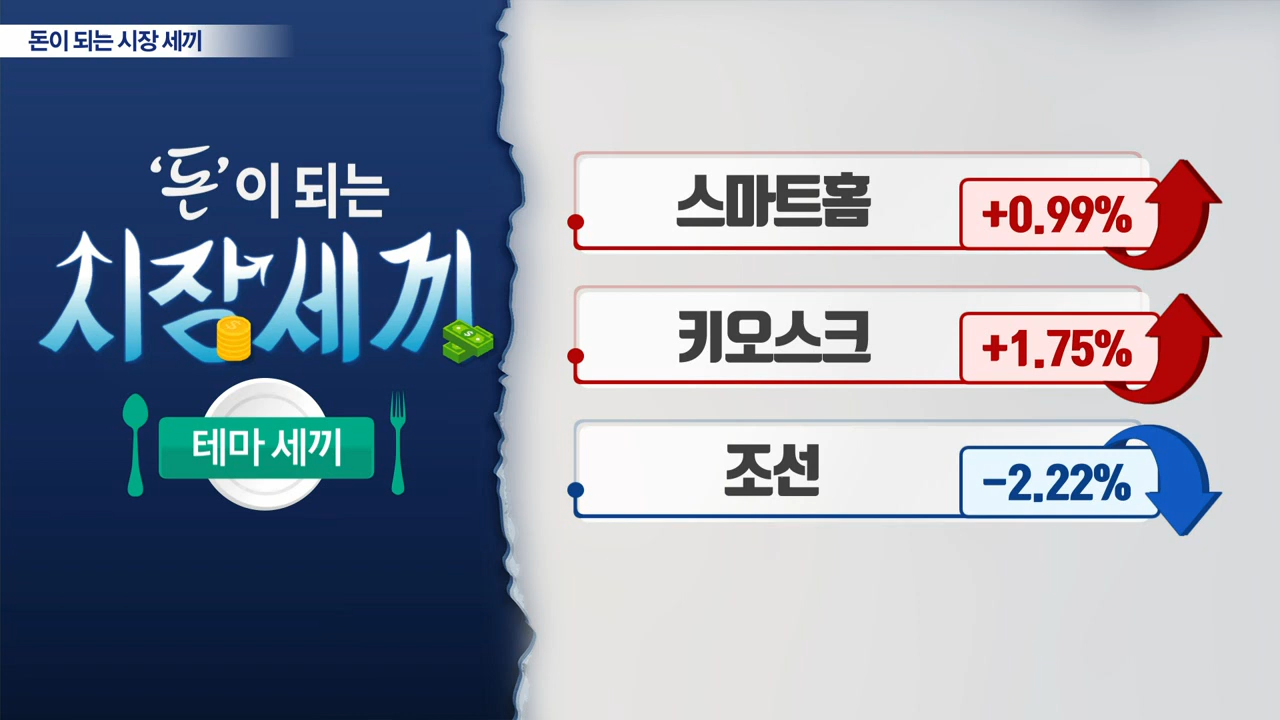 돈이 되는 시장 세끼
‘돈’이 되는
시장세끼
테마 세끼
스마트홈
+0.99%
키오스크
+1.75%
조선
-2.22%